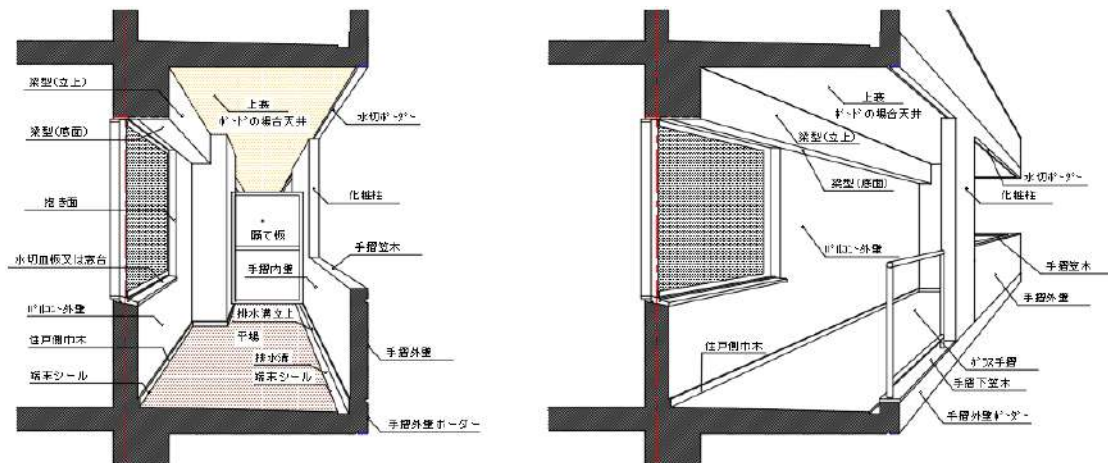 梁型(立上)
上裏
ボードの場合天井
水切ボーダー
梁型(底面)
抱き面
化粧柱
隔て板
手摺笠木
水切皿板又は窓台
手摺内壁
バルコニー外壁
排水溝立上
平場
住戸側巾木
排水溝
手摺外壁
端末シール
端末シール
手摺外壁ボーダー
上裏
ボードの場合天井
梁型(立上)
梁型(底面)
水切ボーダー
化粧柱
バルコニー外壁
手摺笠木
手摺外壁
住戸側巾木
ガラス手摺
手摺下笠木
手摺外壁ボーダー